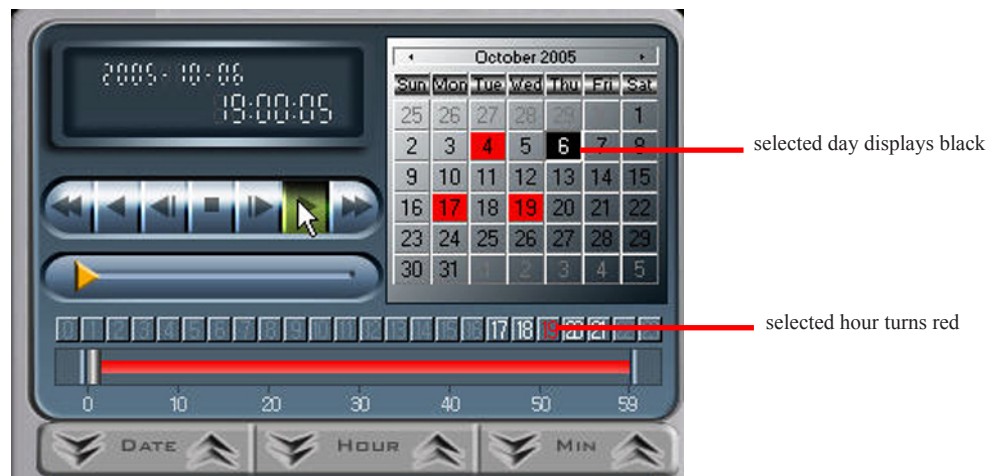 2005-10-06
19:00:05
October 2005
Sun Mon Tue Wed Thu Fri Sat
25 26 27 28 29 1
2 3 4 5 6 7 8
9 10 11 12 13 14 15
16 17 18 19 20 21 22
23 24 25 26 27 28 29
30 31 1 2 3 4 5
selected day displays black
0 1 2 3 4 5 6 7 8 9 10 11 12 13 14 15 16 17 18 19 20 21 22 23
selected hour turns red
0 10 20 30 40 50 59
DATE HOUR MIN